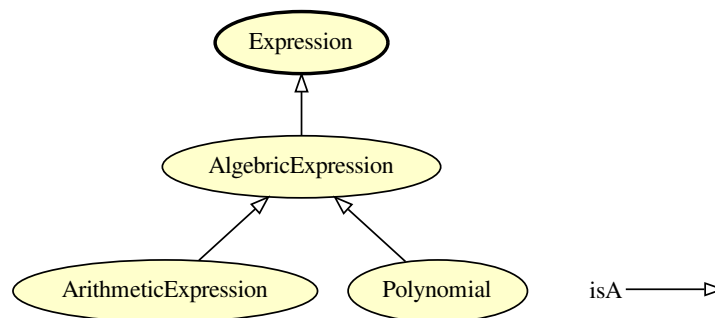 Expression
AlgebricExpression
ArithmeticExpression
Polynomial
isA